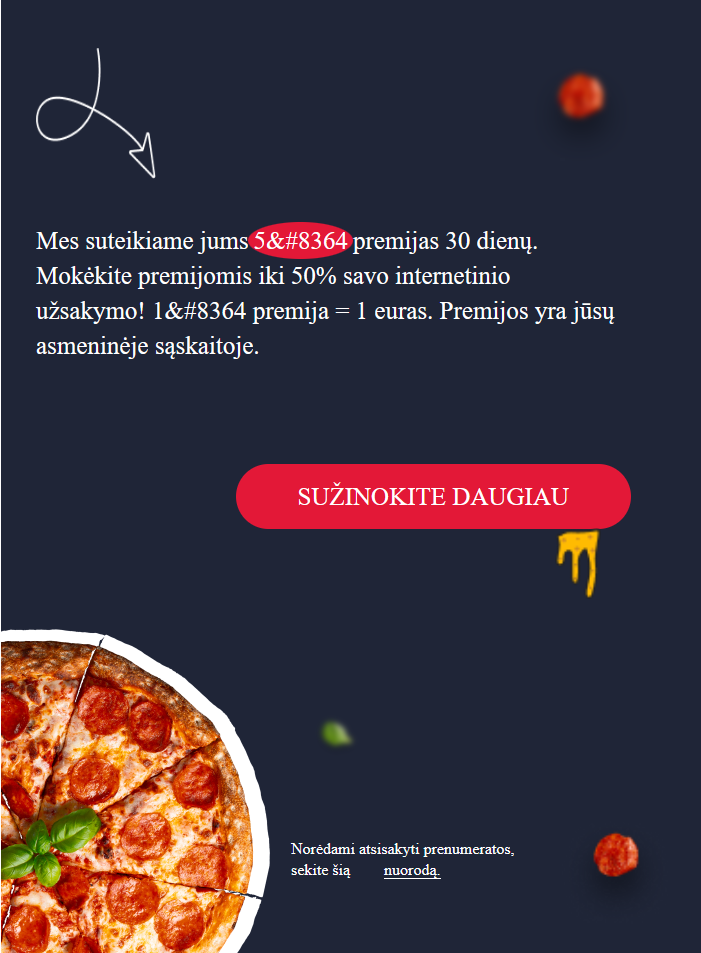 Mes suteikiame jums 5&#8364 premijas 30 dienų.
Mokėkite premijomis iki 50% savo internetinio
užsakymo! 1&#8364 premija = 1 euras. Premijos yra jūsų
asmeninėje sąskaitoje.
SUŽINOKITE DAUGIAU
Norėdami atsisakyti prenumeratos,
sekite šią nuorodą.